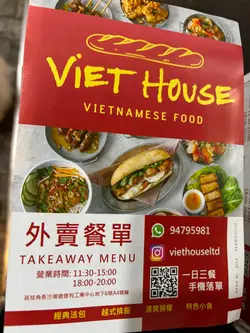 VIET HOUSE
VIETNAMESE FOOD
外賣餐單
TAKEAWAY MENU
營業時間: 11:30-15:00
18:00-20:00
94795981
viethouseltd
一日三餐
手機落單
經典法包
越式排飯
清爽撈檬
特色小食